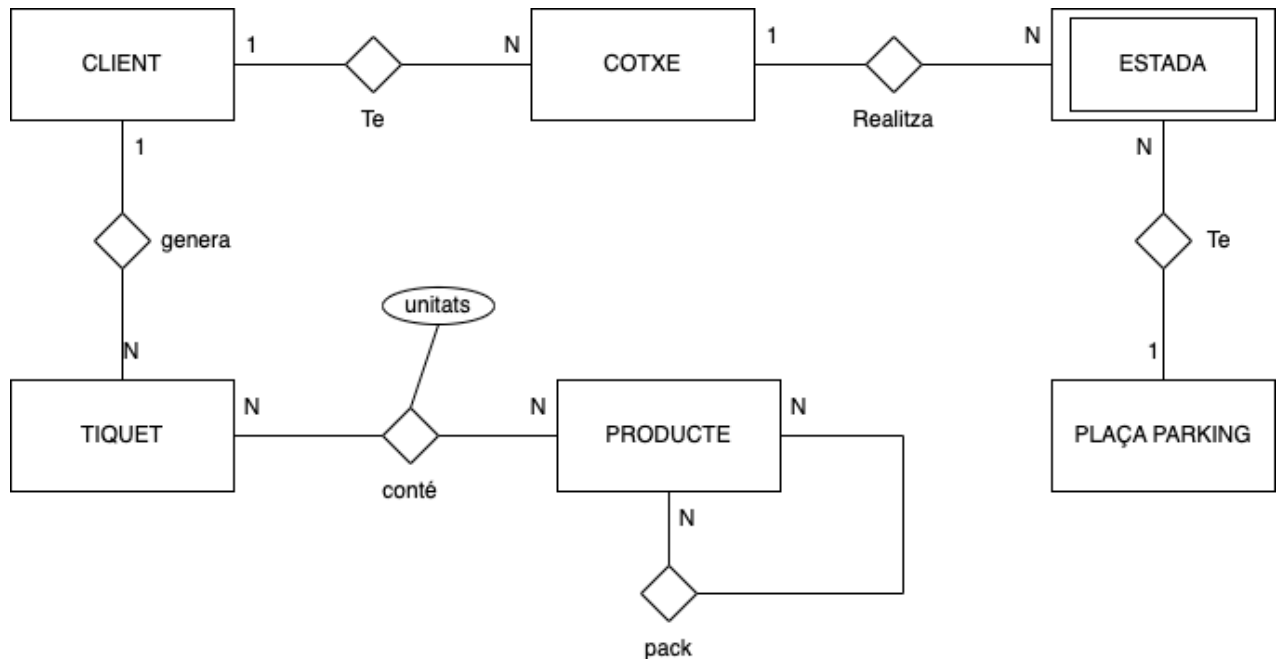 CLIENT
1
Te
N
COTXE
1
Realitza
N
ESTADA
1
genera
N
N
Te
1
unitats
TIQUET
N
conté
N
PRODUCTE
N
N
pack
PLAÇA PARKING